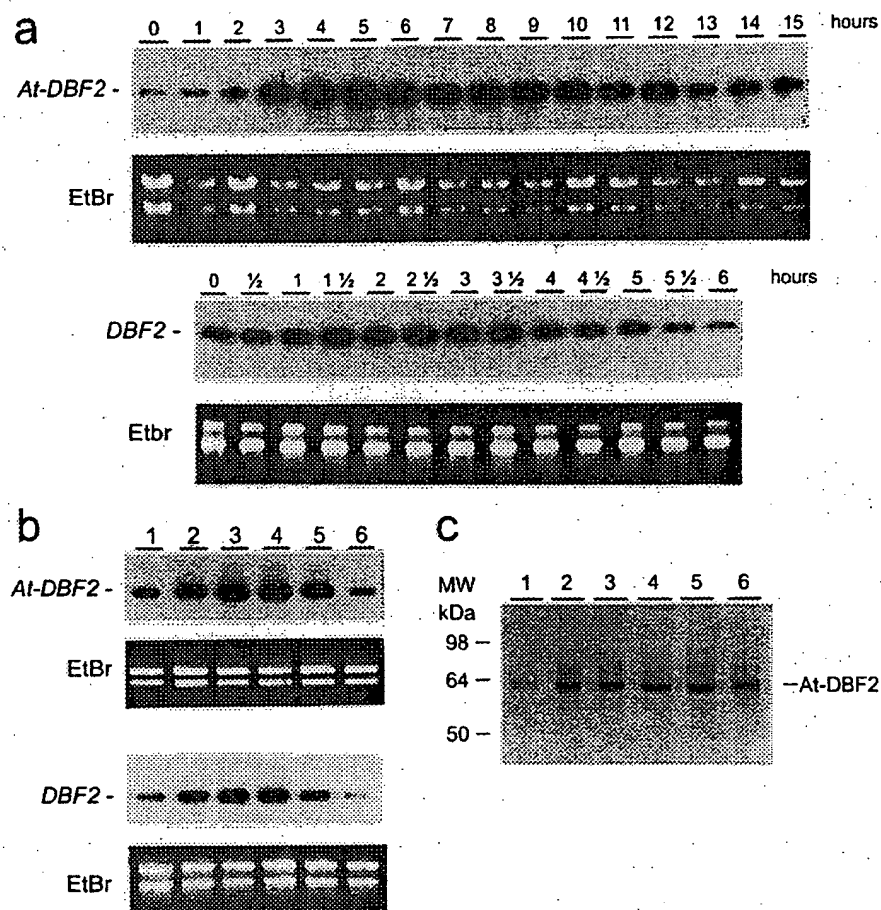 a
0 1 2 3 4 5 6 7 8 9 10 11 12 13 14 15 hours
At-DBF2 -
EtBr
0 ½ 1 1 ½ 2 2 ½ 3 3 ½ 4 4 ½ 5 5 ½ 6 hours
DBF2 -
Etbr
b
1 2 3 4 5 6
At-DBF2 -
EtBr
DBF2 -
EtBr
c
MW 1 2 3 4 5 6
kDa
98 –
64 – –At-DBF2
50 –